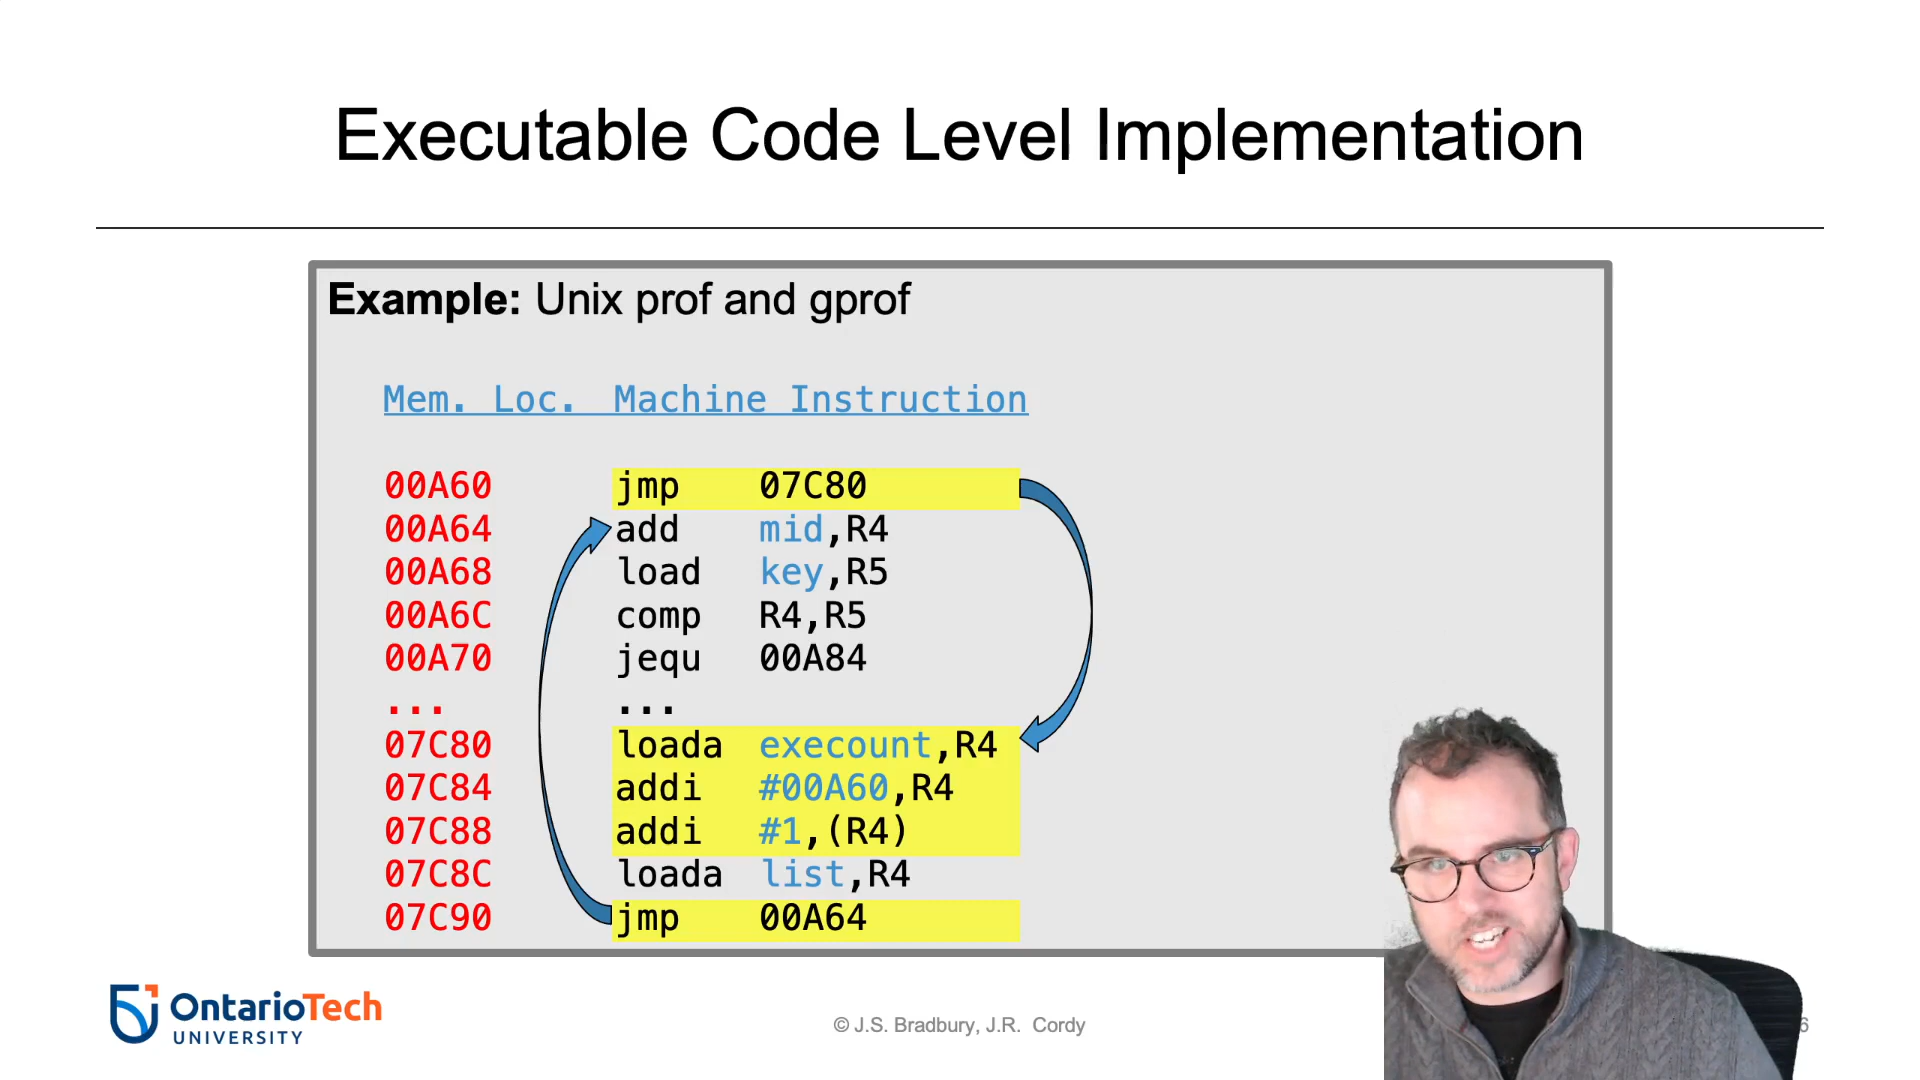 Executable Code Level Implementation
Example: Unix prof and gprof
Mem. Loc. Machine Instruction
00A60 jmp 07C80
00A64 add mid,R4
00A68 load key,R5
00A6C comp R4,R5
00A70 jequ 00A84
... ...
07C80 loada execount,R4
07C84 addi #00A60,R4
07C88 addi #1,(R4)
07C8C loada list,R4
07C90 jmp 00A64
OntarioTech
UNIVERSITY
© J.S. Bradbury, J.R. Cordy